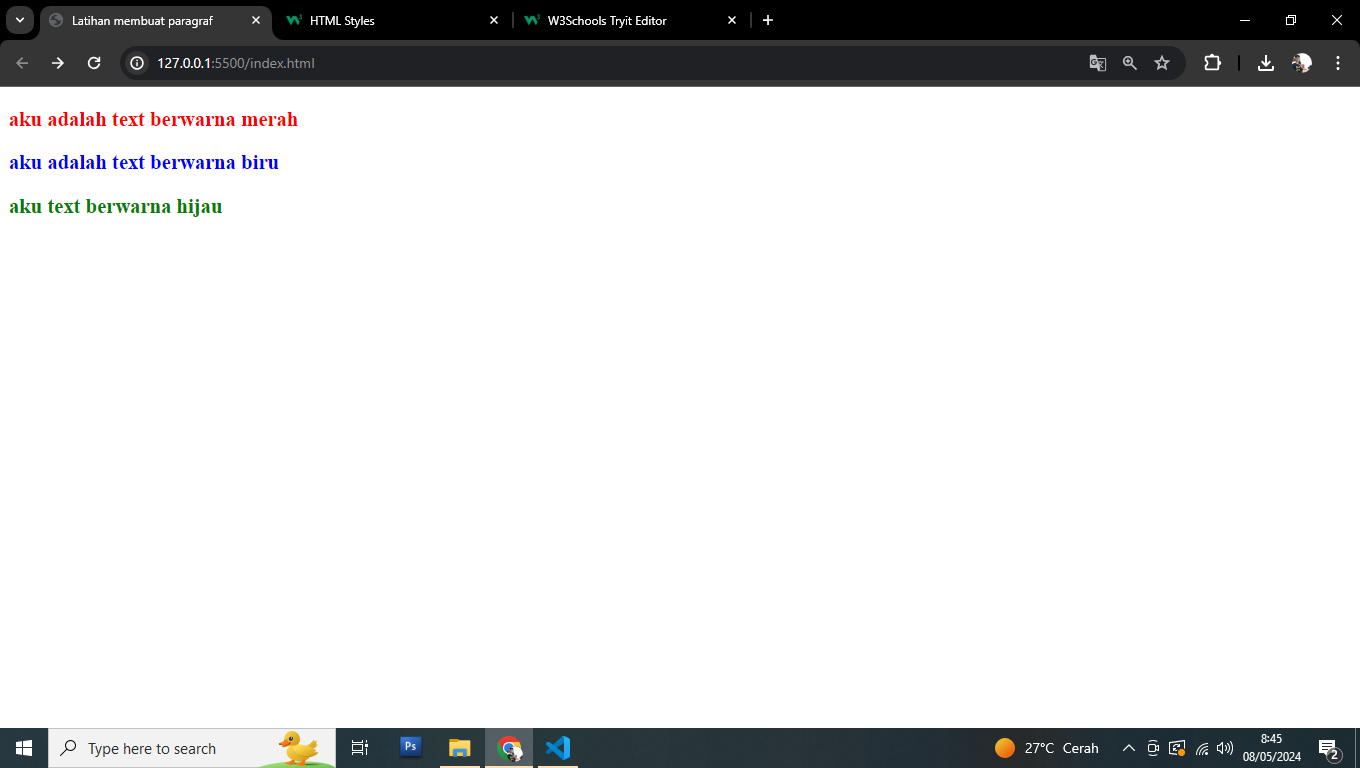 Latihan membuat paragraf
HTML Styles
W3Schools Tryit Editor
127.0.0.1:5500/index.html
aku adalah text berwarna merah
aku adalah text berwarna biru
aku text berwarna hijau
Type here to search
Ps
27°C Cerah
8:45
08/05/2024
2